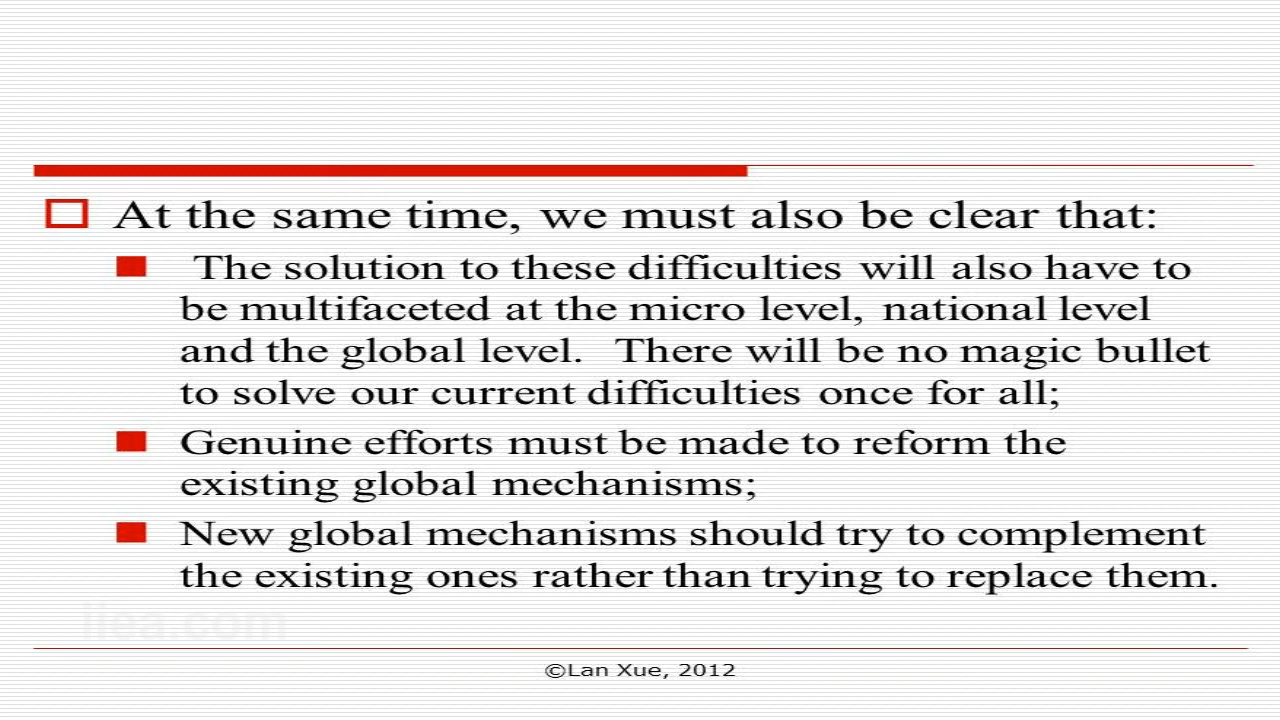 At the same time, we must also be clear that:
The solution to these difficulties will also have to
be multifaceted at the micro level, national level
and the global level. There will be no magic bullet
to solve our current difficulties once for all;
Genuine efforts must be made to reform the
existing global mechanisms;
New global mechanisms should try to complement
the existing ones rather than trying to replace them.
iiea.com
©Lan Xue, 2012